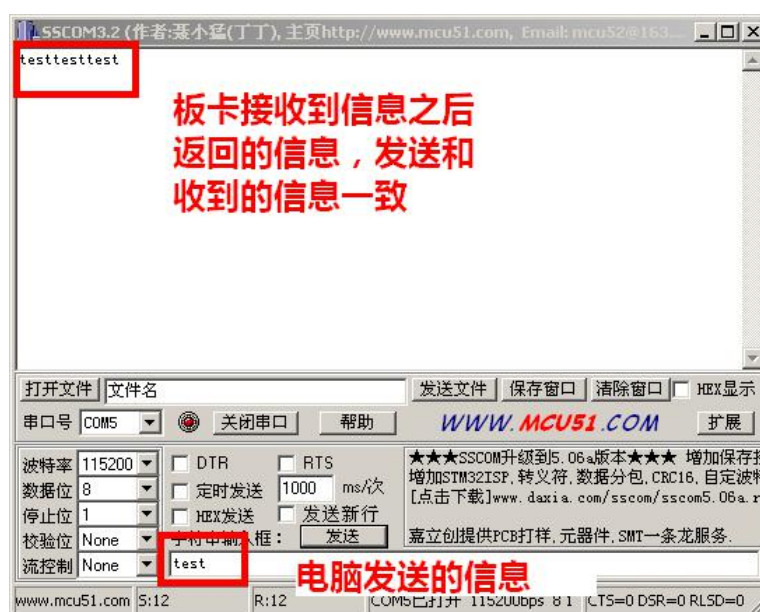 SSCOM3.2 (作者:聂小猛(丁丁), 主页http://www.mcu51.com, Email: mcu52@163...
testtesttest
板卡接收到信息之后
返回的信息，发送和
收到的信息一致
打开文件 文件名 发送文件 保存窗口 清除窗口 HEX显示
串口号 COM5 关闭串口 帮助 WWW.MCU51.COM 扩展
波特率 115200 DTR RTS
数据位 8 定时发送 1000 ms/次
停止位 1 HEX发送 发送新行
校验位 None 字符串输入框： 发送
流控制 None test
★★★SSCOM升级到5.06a版本★★★ 增加保存
增加STM32ISP,转义符,数据分包,CRC16,自定波
[点击下载]www.daxia.com/sscom/sscom5.06a.r
嘉立创提供PCB打样,元器件,SMT一条龙服务.
电脑发送的信息
www.mcu51.com S:12 R:12 COM5已打开 115200bps 8 1 CTS=0 DSR=0 RLSD=0